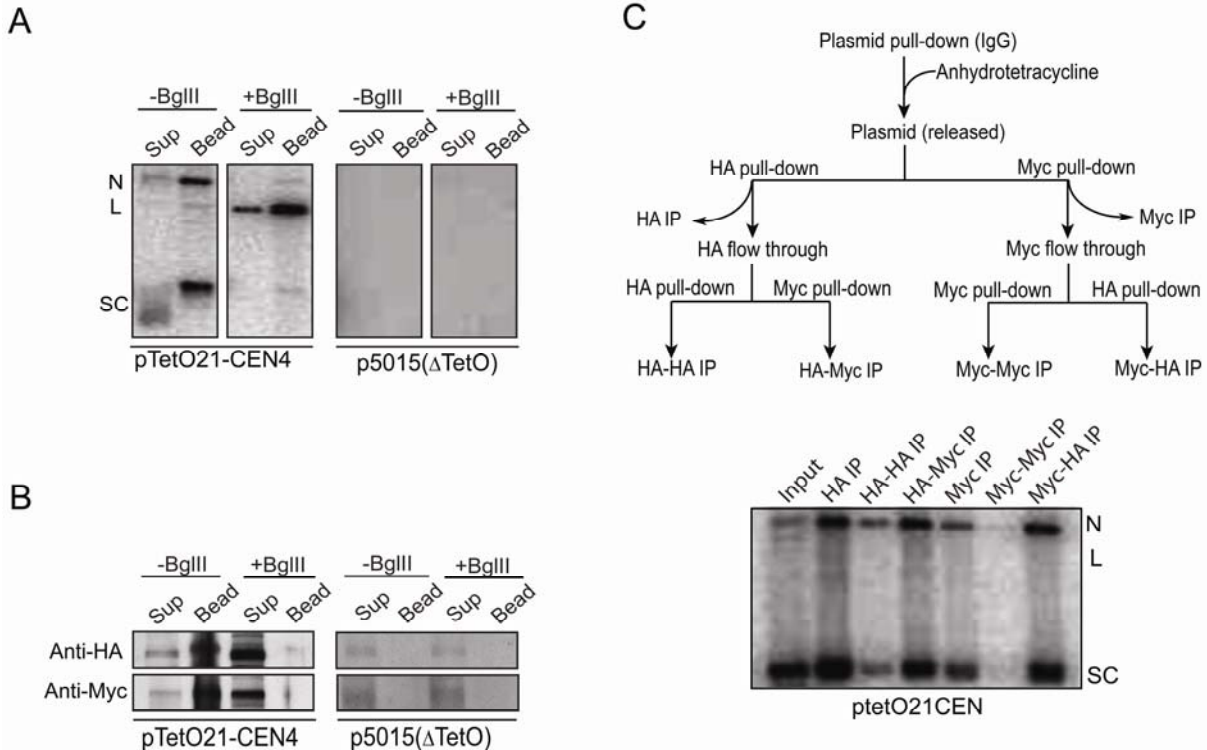 A
-BglII +BglII -BglII +BglII
Sup Bead Sup Bead Sup Bead Sup Bead
N
L
SC
pTetO21-CEN4 p5015(ΔTetO)
B
-BglII +BglII -BglII +BglII
Sup Bead Sup Bead Sup Bead Sup Bead
Anti-HA
Anti-Myc
pTetO21-CEN4 p5015(ΔTetO)
C
Plasmid pull-down (IgG)
Anhydrotetracycline
Plasmid (released)
HA pull-down Myc pull-down
HA IP Myc IP
HA flow through Myc flow through
HA pull-down Myc pull-down Myc pull-down HA pull-down
HA-HA IP HA-Myc IP Myc-Myc IP Myc-HA IP
Input HA IP HA-HA IP HA-Myc IP Myc IP Myc-Myc IP Myc-HA IP
N
L
SC
ptetO21CEN